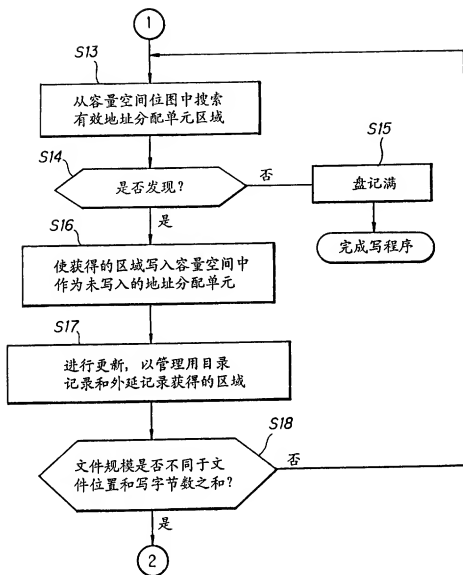 1
S13
从容量空间位图中搜索
有效地址分配单元区域
S14
是否发现？
否
S15
盘记满
是
完成写程序
S16
使获得的区域写入容量空间中
作为未写入的地址分配单元
S17
进行更新，以管理用目录
记录和外延记录获得的区域
S18
文件规模是否不同于文
件位置和写字节数之和？
否
是
2